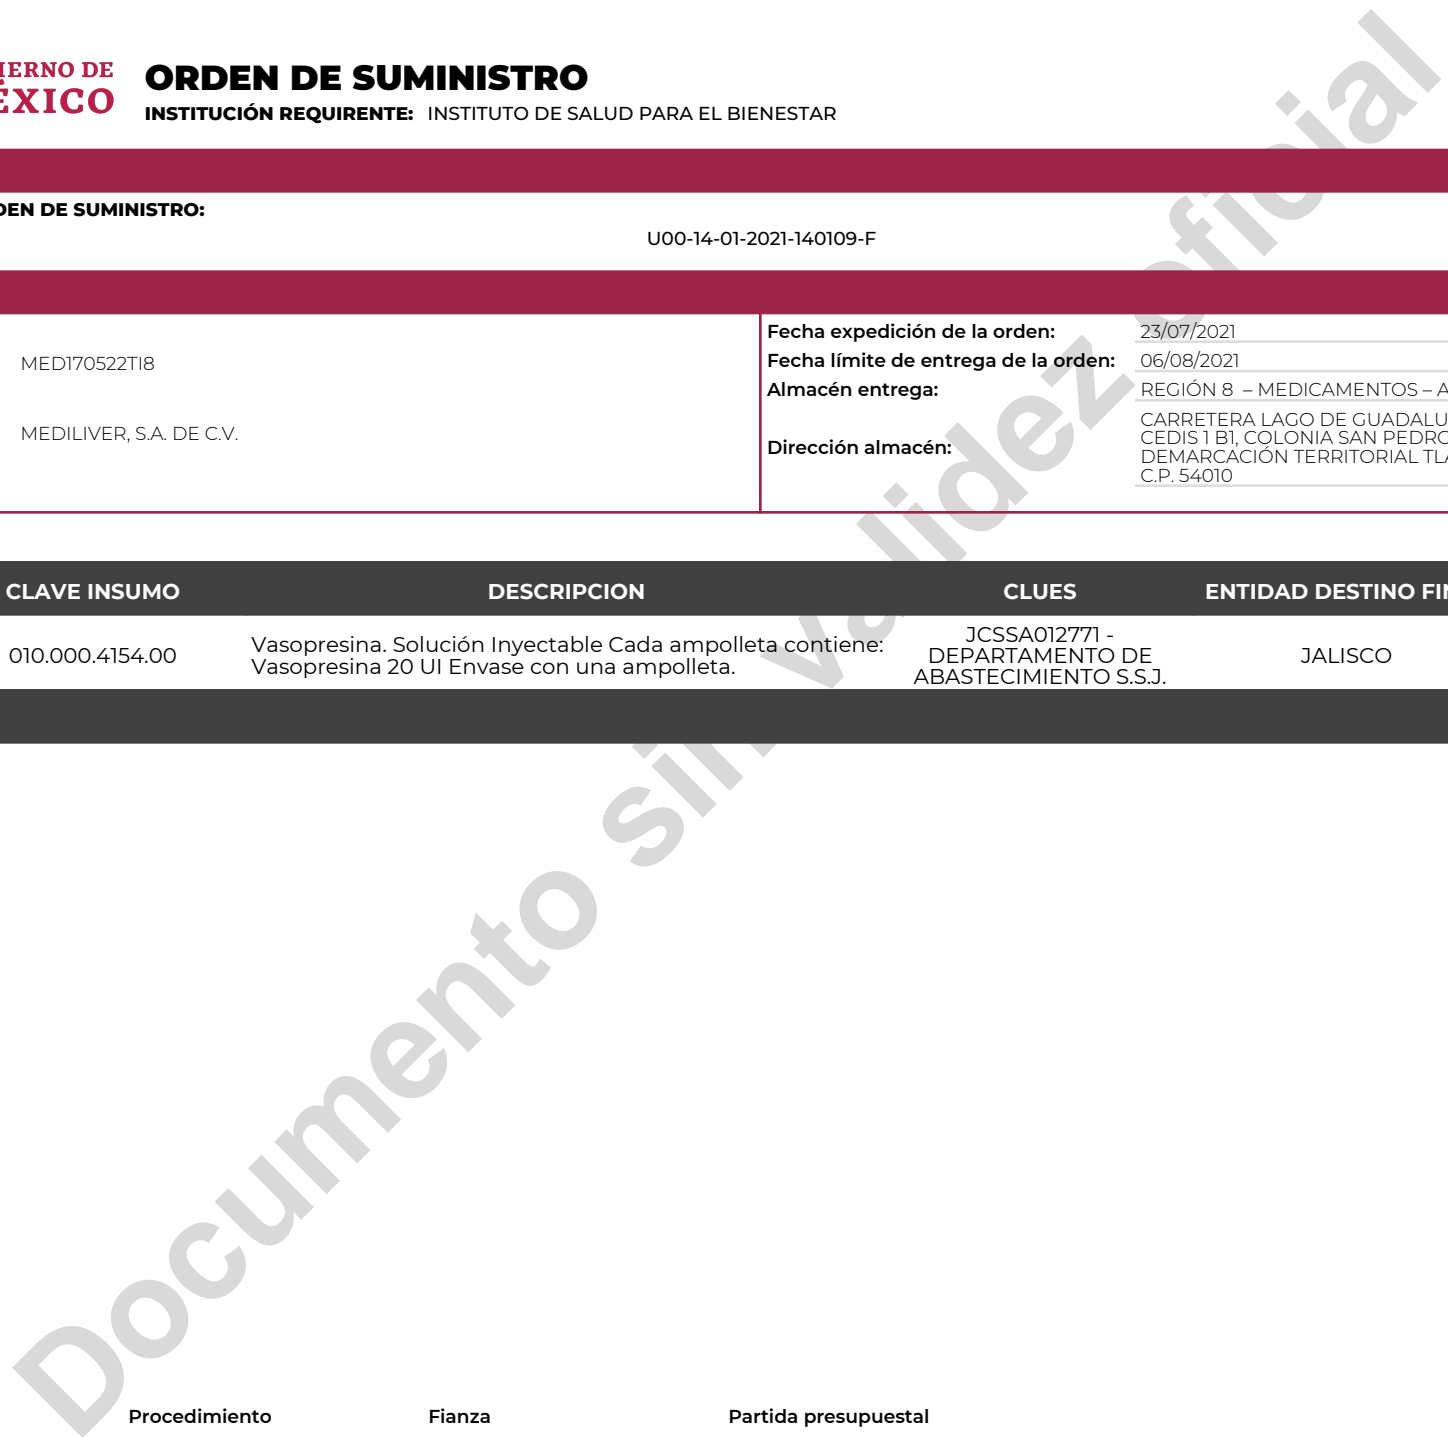 IERNO DE
ÉXICO
ORDEN DE SUMINISTRO
INSTITUCIÓN REQUIRENTE: INSTITUTO DE SALUD PARA EL BIENESTAR
DEN DE SUMINISTRO:
U00-14-01-2021-140109-F
MED170522TI8
MEDILIVER, S.A. DE C.V.
Fecha expedición de la orden: 23/07/2021
Fecha límite de entrega de la orden: 06/08/2021
Almacén entrega: REGIÓN 8 – MEDICAMENTOS – A
Dirección almacén:
CARRETERA LAGO DE GUADALU
CEDIS 1 B1, COLONIA SAN PEDRO
DEMARCACIÓN TERRITORIAL TLA
C.P. 54010
CLAVE INSUMO DESCRIPCION CLUES ENTIDAD DESTINO FIN
010.000.4154.00
Vasopresina. Solución Inyectable Cada ampolleta contiene:
Vasopresina 20 UI Envase con una ampolleta.
JCSSA012771 -
DEPARTAMENTO DE
ABASTECIMIENTO S.S.J.
JALISCO
Documento sin validez oficial
Procedimiento Fianza Partida presupuestal